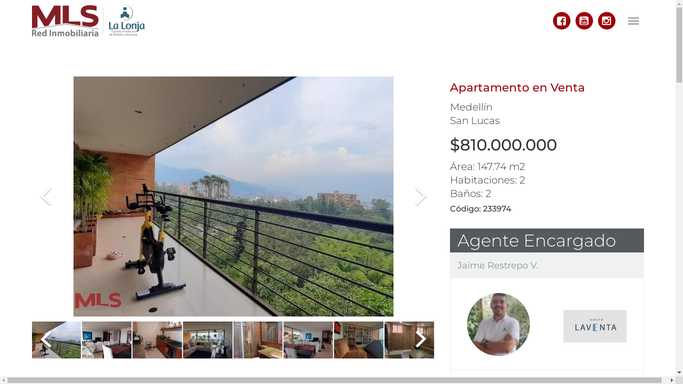 MLS
Red Inmobiliaria
La Lonja
Apartamento en Venta
Medellín
San Lucas
$810.000.000
Área: 147.74 m2
Habitaciones: 2
Baños: 2
Código: 233974
Agente Encargado
Jaime Restrepo V.
MLS
LAVENTA